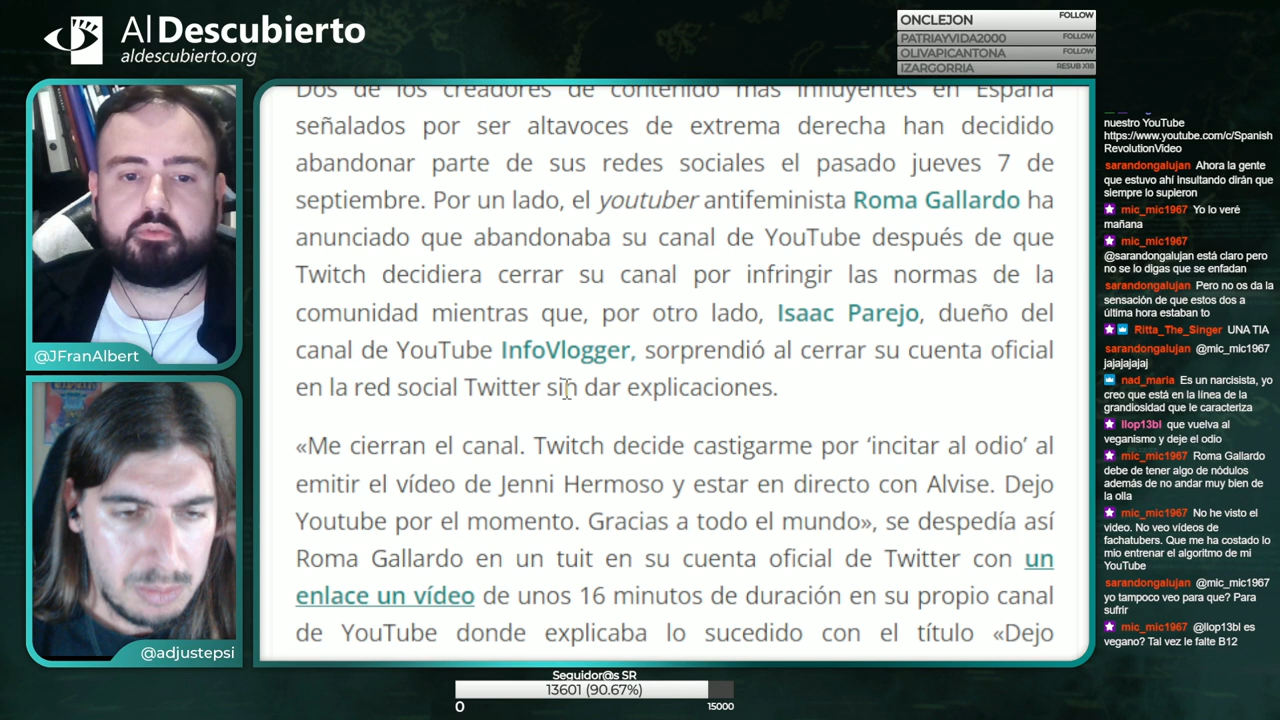 Al Descubierto
aldescubierto.org
ONCLEJON FOLLOW
PATRIAYVIDA2000 FOLLOW
OLIVAPICANTONA FOLLOW
IZARGORRIA RESUB X18
@JFranAlbert
@adjustepsi
Dos de los creadores de contenido más influyentes en España
señalados por ser altavoces de extrema derecha han decidido
abandonar parte de sus redes sociales el pasado jueves 7 de
septiembre. Por un lado, el youtuber antifeminista Roma Gallardo ha
anunciado que abandonaba su canal de YouTube después de que
Twitch decidiera cerrar su canal por infringir las normas de la
comunidad mientras que, por otro lado, Isaac Parejo, dueño del
canal de YouTube InfoVlogger, sorprendió al cerrar su cuenta oficial
en la red social Twitter sin dar explicaciones.
«Me cierran el canal. Twitch decide castigarme por ‘incitar al odio’ al
emitir el vídeo de Jenni Hermoso y estar en directo con Alvise. Dejo
Youtube por el momento. Gracias a todo el mundo», se despedía así
Roma Gallardo en un tuit en su cuenta oficial de Twitter con un
enlace un vídeo de unos 16 minutos de duración en su propio canal
de YouTube donde explicaba lo sucedido con el título «Dejo
nuestro YouTube
https://www.youtube.com/c/Spanish
RevolutionVideo
sarandongalujan Ahora la gente
que estuvo ahí insultando dirán que
siempre lo supieron
mic_mic1967 Yo lo veré
mañana
mic_mic1967
@sarandongalujan está claro pero
no se lo digas que se enfadan
sarandongalujan Pero no os da la
sensación de que estos dos a
última hora estaban to
Ritta_The_Singer UNA TIA
sarandongalujan @mic_mic1967
jajajajajaj
nad_maria Es un narcisista, yo
creo que está en la línea de la
grandiosidad que le caracteriza
llop13bl que vuelva al
veganismo y deje el odio
mic_mic1967 Roma Gallardo
debe de tener algo de nódulos
además de no andar muy bien de
la olla
mic_mic1967 No he visto el
video. No veo vídeos de
fachatubers. Que me ha costado lo
mio entrenar el algoritmo de mi
YouTube
sarandongalujan @mic_mic1967
yo tampoco veo para que? Para
sufrir
mic_mic1967 @llop13bl es
vegano? Tal vez le falte B12
Seguidor@s SR
13601 (90.67%)
0 15000